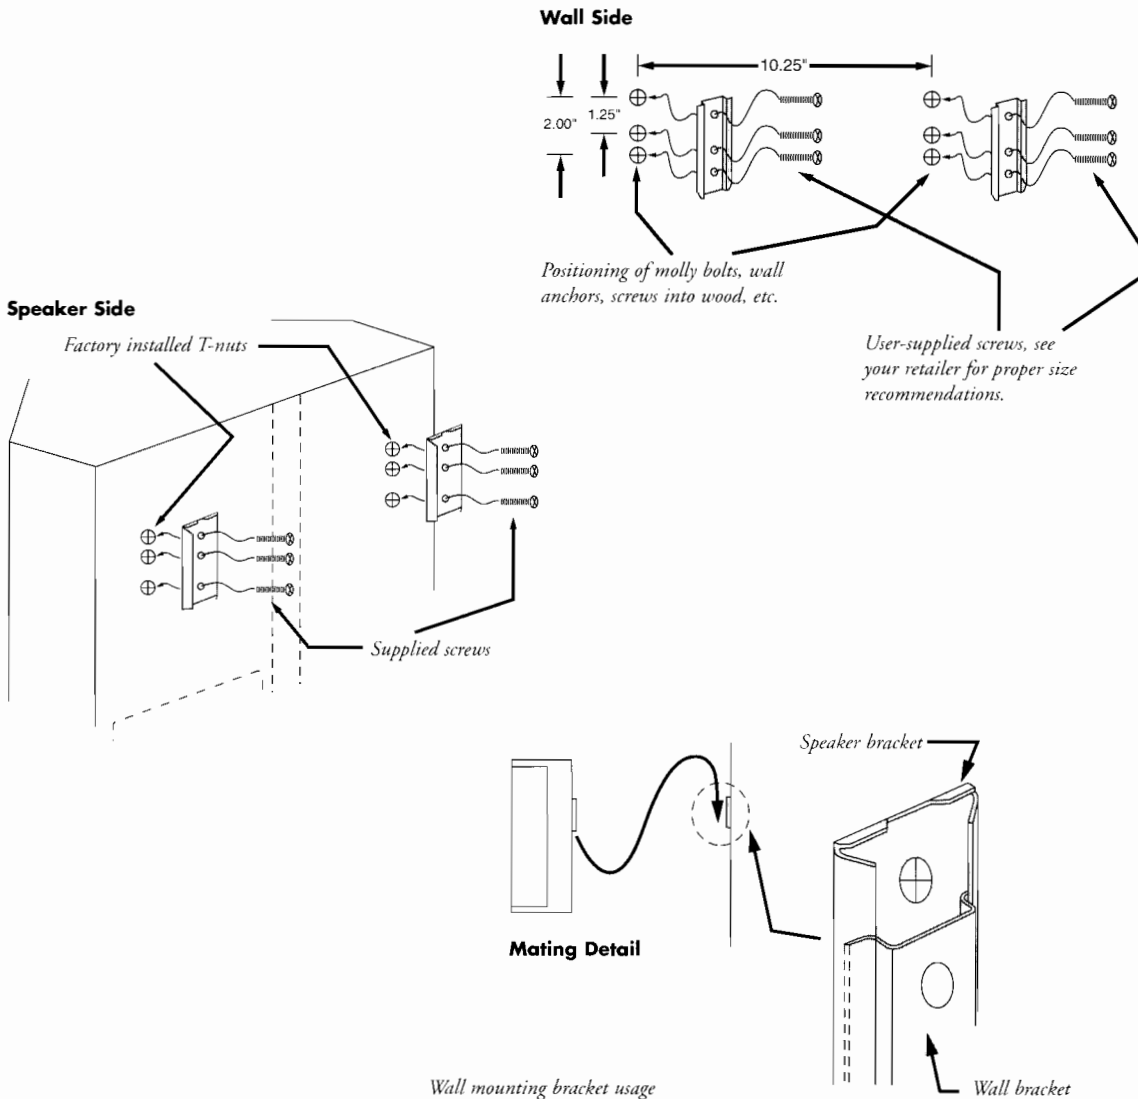 Wall Side
10.25"
2.00"
1.25"
Positioning of molly bolts, wall
anchors, screws into wood, etc.
User-supplied screws, see
your retailer for proper size
recommendations.
Speaker Side
Factory installed T-nuts
Supplied screws
Speaker bracket
Mating Detail
Wall bracket
Wall mounting bracket usage